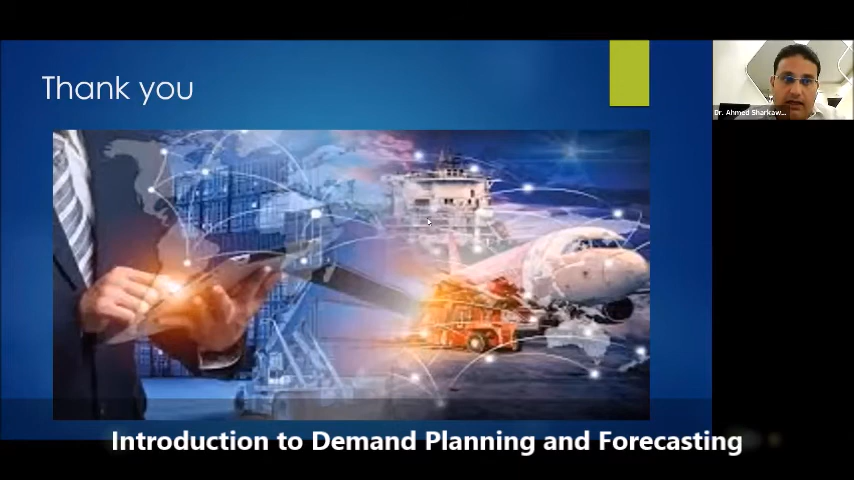 Thank you
Dr. Ahmed Sharkaw...
Introduction to Demand Planning and Forecasting